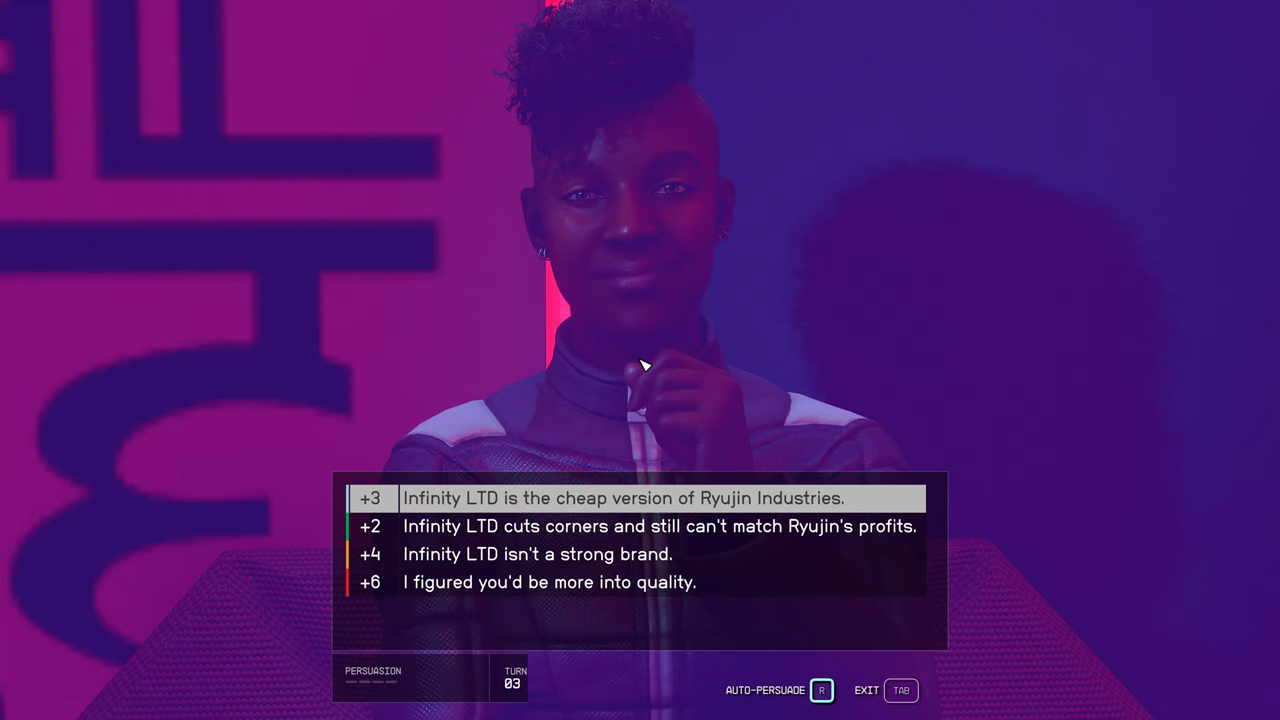 +3 Infinity LTD is the cheap version of Ryujin Industries.
+2 Infinity LTD cuts corners and still can't match Ryujin's profits.
+4 Infinity LTD isn't a strong brand.
+6 I figured you'd be more into quality.
PERSUASION
TURN
03
AUTO-PERSUADE R EXIT TAB